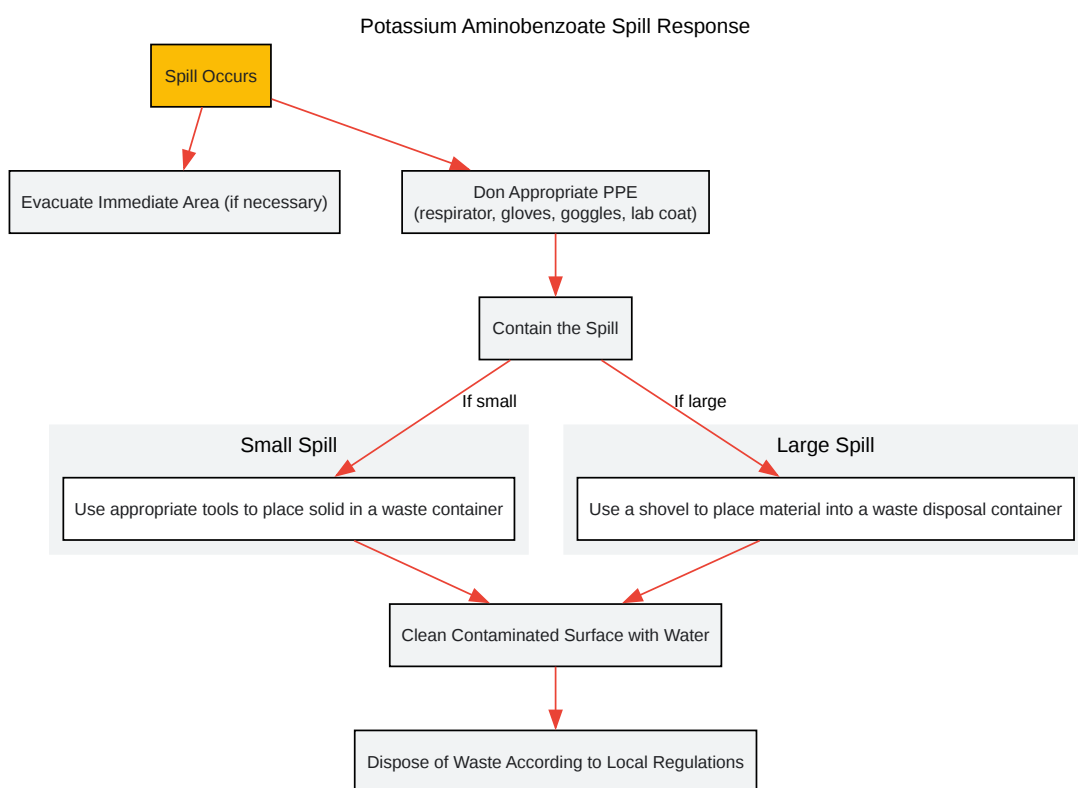 Potassium Aminobenzoate Spill Response
Spill Occurs
Evacuate Immediate Area (if necessary)
Don Appropriate PPE
(respirator, gloves, goggles, lab coat)
Contain the Spill
If small
If large
Small Spill
Large Spill
Use appropriate tools to place solid in a waste container
Use a shovel to place material into a waste disposal container
Clean Contaminated Surface with Water
Dispose of Waste According to Local Regulations